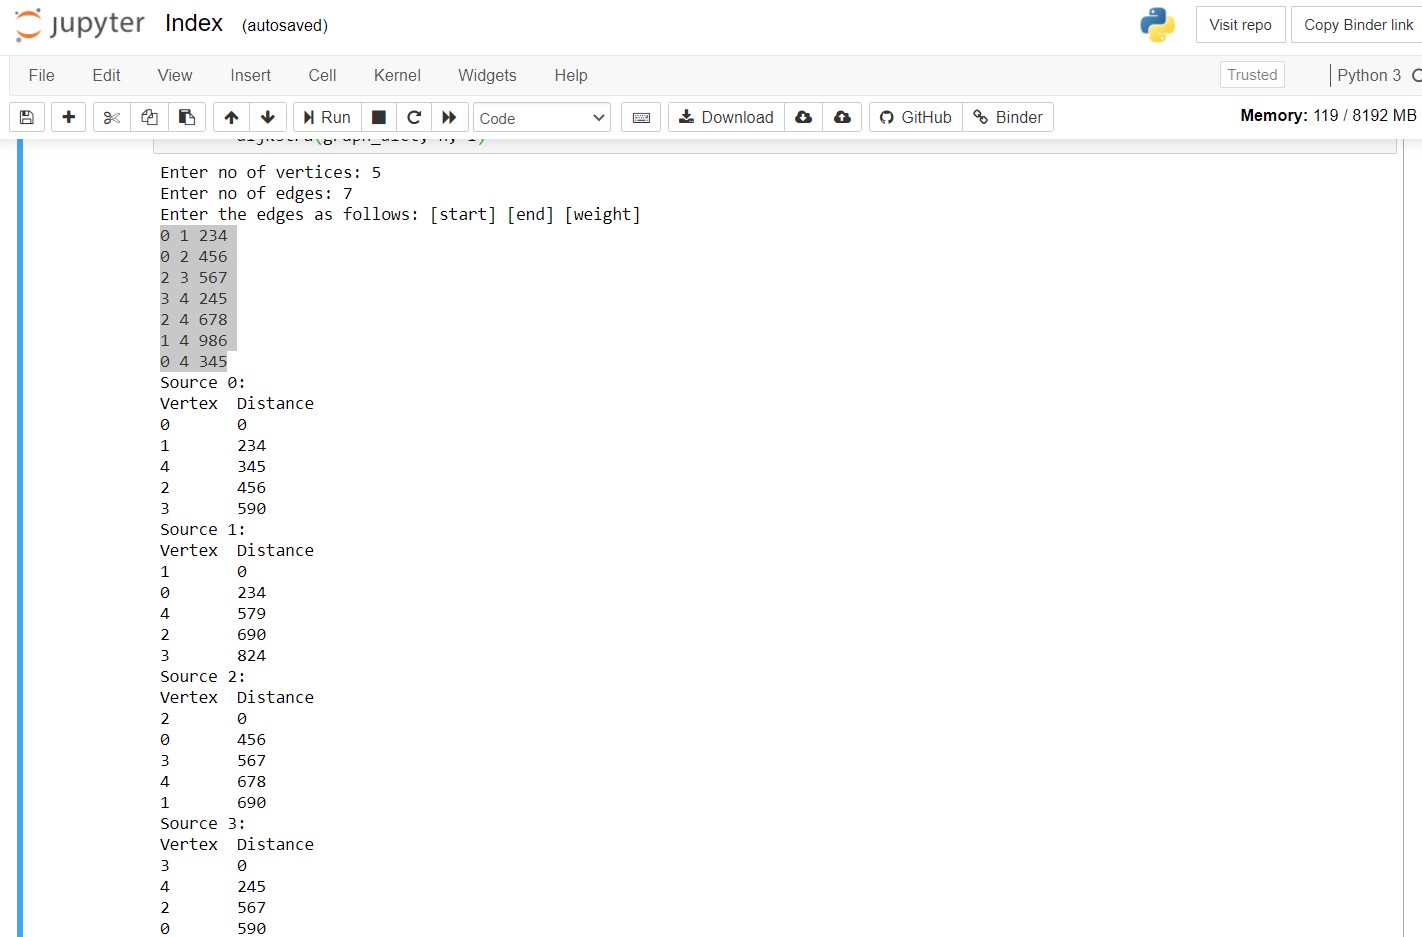 jupyter Index (autosaved)
Visit repo
Copy Binder link
File Edit View Insert Cell Kernel Widgets Help
Trusted
Python 3
Run
Code
Download
GitHub
Binder
Memory: 119 / 8192 MB
Enter no of vertices: 5
Enter no of edges: 7
Enter the edges as follows: [start] [end] [weight]
0 1 234
0 2 456
2 3 567
3 4 245
2 4 678
1 4 986
0 4 345
Source 0:
Vertex Distance
0 0
1 234
4 345
2 456
3 590
Source 1:
Vertex Distance
1 0
0 234
4 579
2 690
3 824
Source 2:
Vertex Distance
2 0
0 456
3 567
4 678
1 690
Source 3:
Vertex Distance
3 0
4 245
2 567
0 590